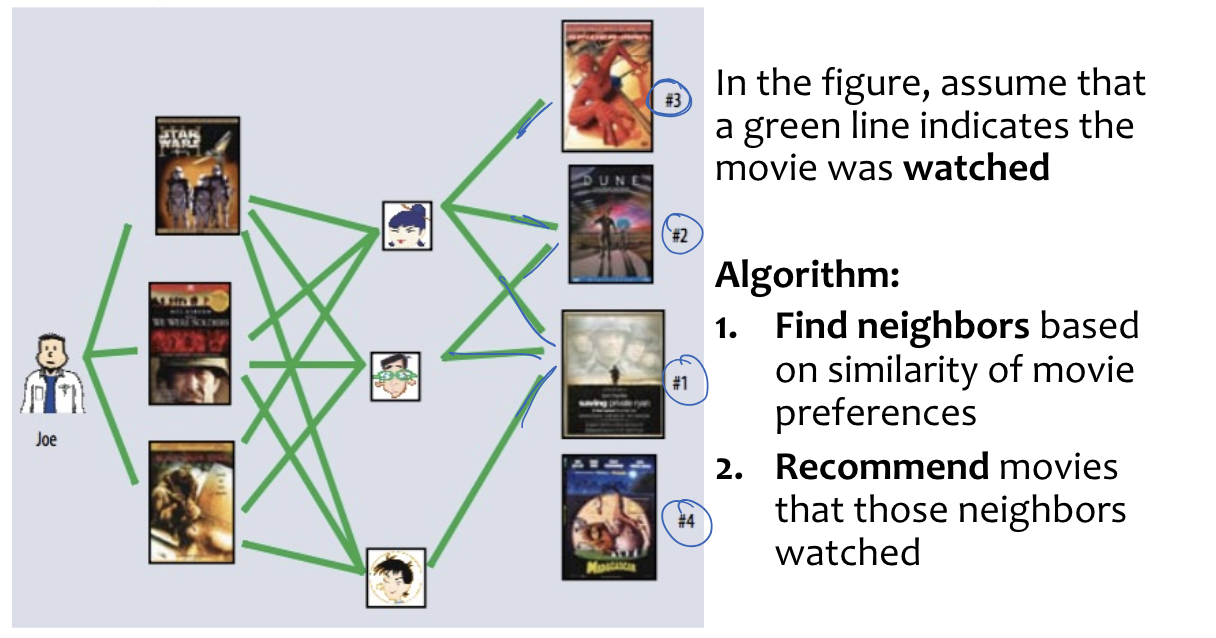 #3
In the figure, assume that
a green line indicates the
movie was watched
STAR
WARS
DUNE
#2
Algorithm:
1. Find neighbors based
on similarity of movie
preferences
WE WERE SOLDIERS
Joe
saving private ryan
#1
2. Recommend movies
that those neighbors
watched
#4
MADAGASCAR